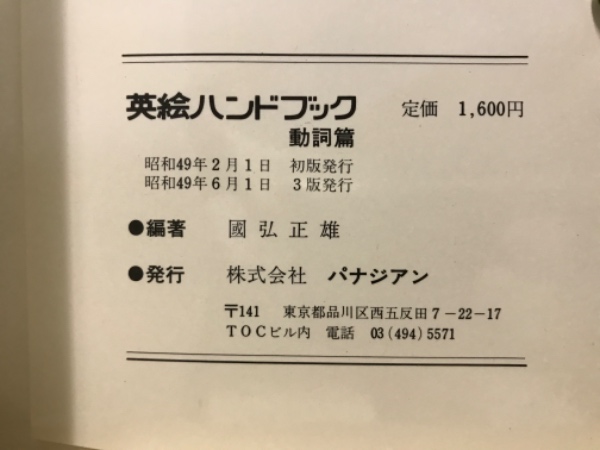 英絵ハンドブック 定価 1,600円
動詞篇
昭和49年2月1日 初版発行
昭和49年6月1日 3版発行
●編著 國弘正雄
●発行 株式会社 パナジアン
〒141 東京都品川区西五反田7-22-17
TOCビル内 電話 03(494)5571